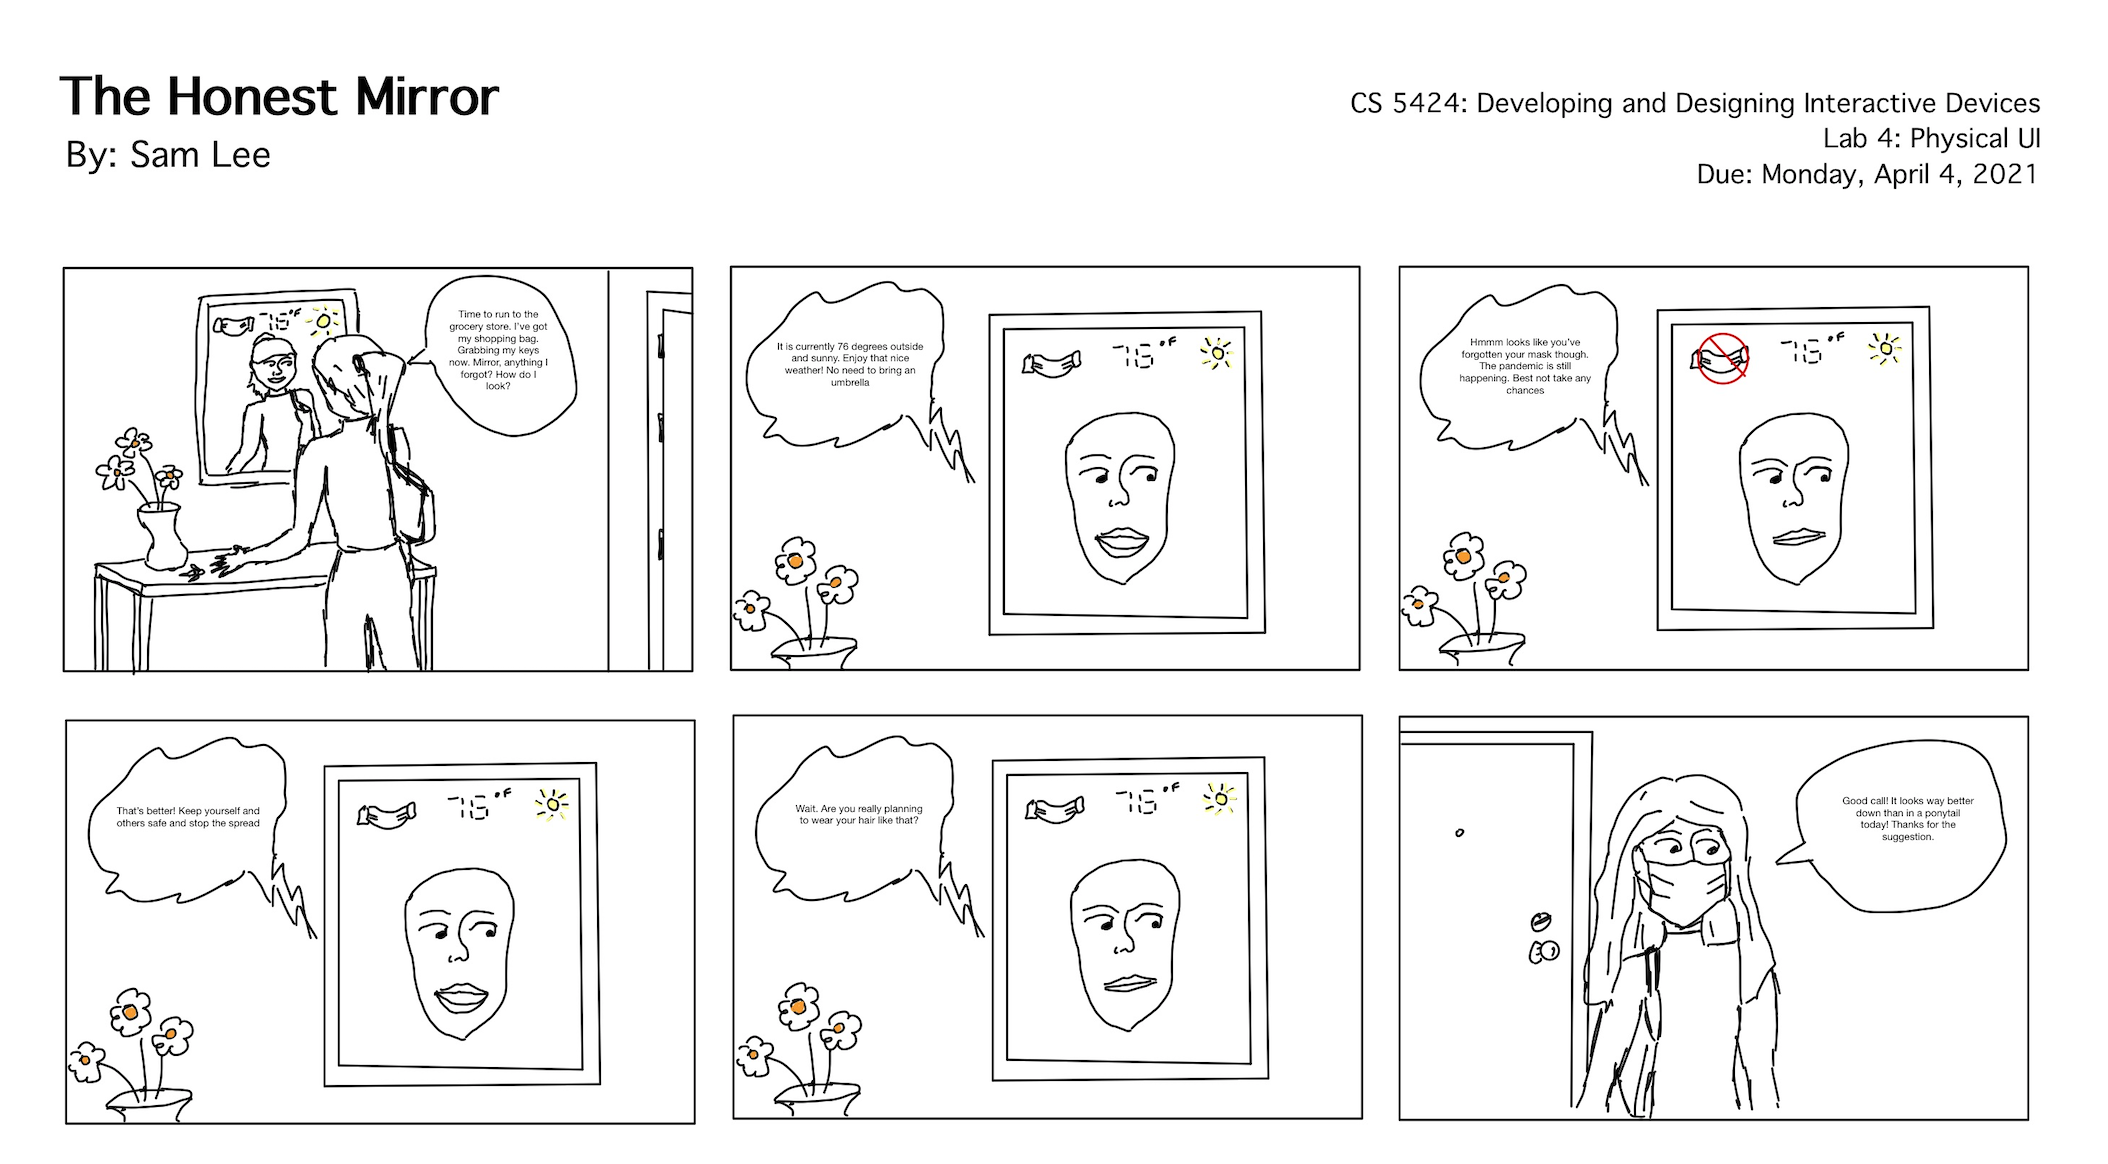 The Honest Mirror
By: Sam Lee
CS 5424: Developing and Designing Interactive Devices
Lab 4: Physical UI
Due: Monday, April 4, 2021
Time to run to the
grocery store. I've got
my shopping bag.
Grabbing my keys
now. Mirror, anything I
forgot? How do I
look?
76°F
It is currently 76 degrees outside
and sunny. Enjoy that nice
weather! No need to bring an
umbrella
76°F
Hmmm looks like you've
forgotten your mask though.
The pandemic is still
happening. Best not take any
chances
76°F
That's better! Keep yourself and
others safe and stop the spread
76°F
Wait. Are you really planning
to wear your hair like that?
76°F
Good call! It looks way better
down than in a ponytail
today! Thanks for the
suggestion.